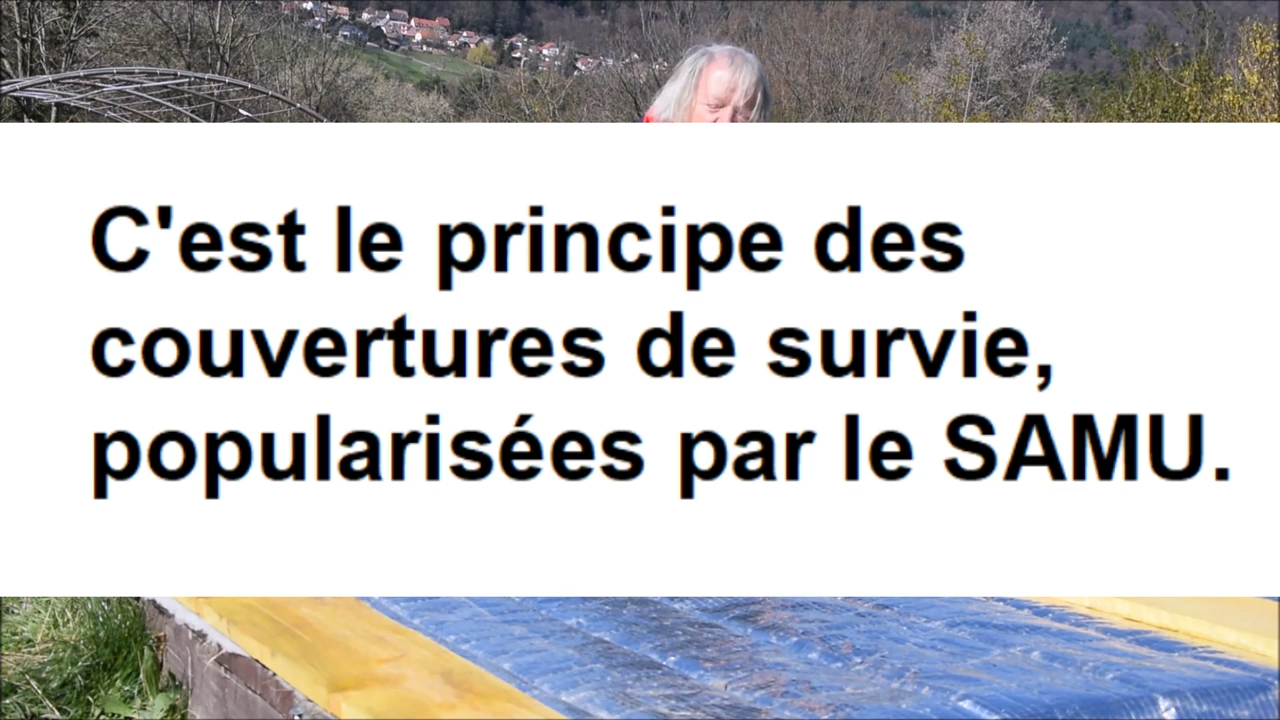 C'est le principe des
couvertures de survie,
popularisées par le SAMU.